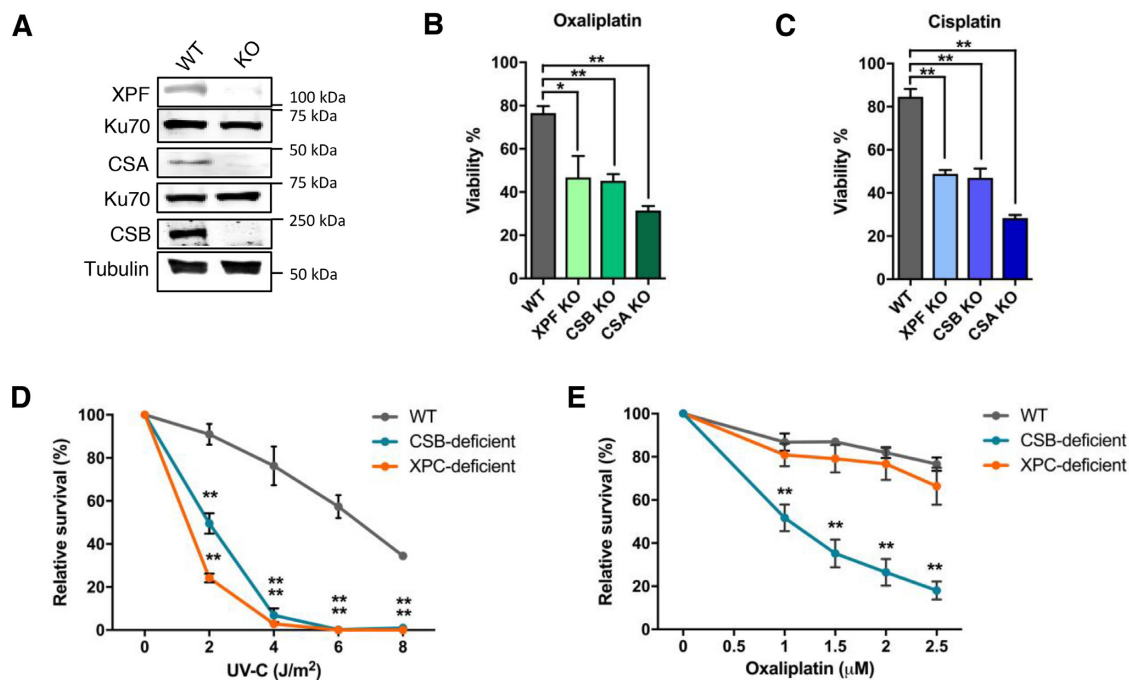 A
WT KO
XPF
100 kDa
75 kDa
Ku70
50 kDa
CSA
75 kDa
Ku70
250 kDa
CSB
Tubulin
50 kDa
B
Oxaliplatin
** 
**
*
Viability %
100
80
60
40
20
0
WT
XPF KO
CSB KO
CSA KO
C
Cisplatin
**
**
**
Viability %
100
80
60
40
20
0
WT
XPF KO
CSB KO
CSA KO
D
WT
CSB-deficient
XPC-deficient
Relative survival (%)
100
80
60
40
20
0
**
**
**
**
**
**
**
**
0 2 4 6 8
UV-C (J/m²)
E
WT
CSB-deficient
XPC-deficient
Relative survival (%)
100
80
60
40
20
0
**
**
**
**
0 0.5 1 1.5 2 2.5
Oxaliplatin (μM)